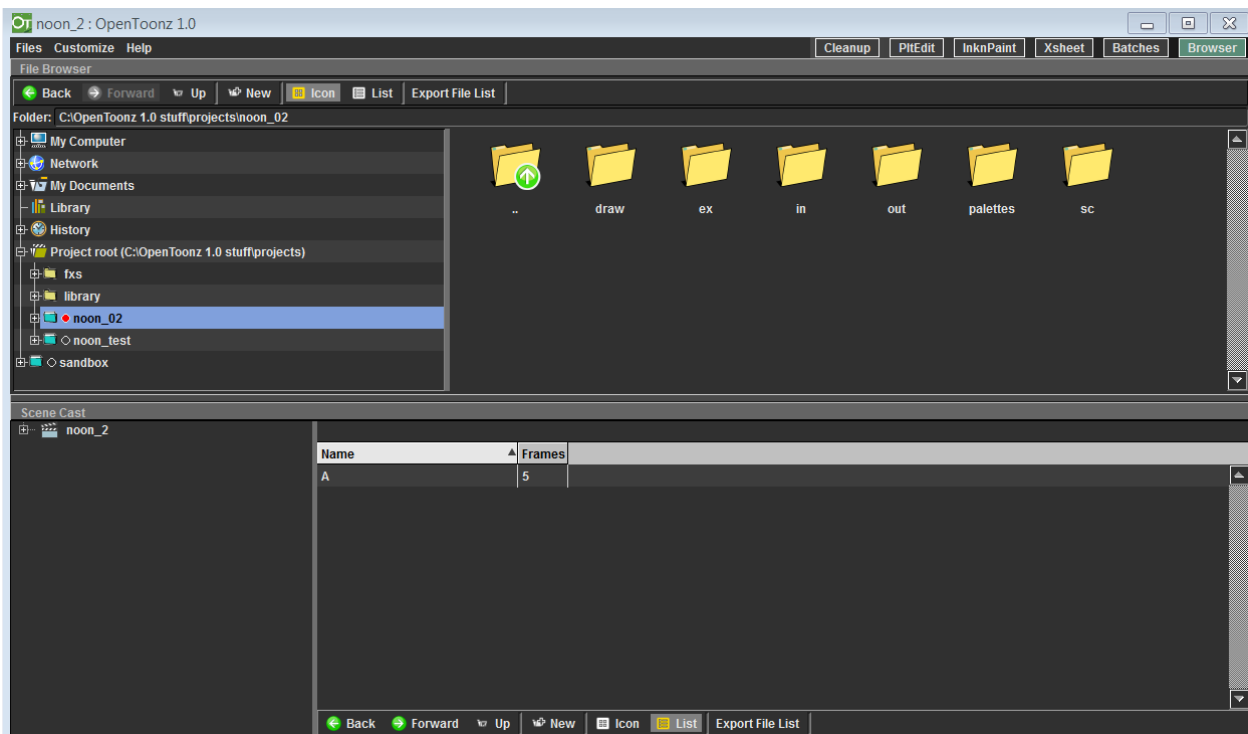 OT noon_2 : OpenToonz 1.0
Files Customize Help Cleanup PltEdit InknPaint Xsheet Batches Browser
File Browser
Back Forward Up New Icon List Export File List
Folder: C:\OpenToonz 1.0 stuff\projects\noon_02
My Computer
Network
My Documents
Library
History
Project root (C:\OpenToonz 1.0 stuff\projects)
fxs
library
noon_02
noon_test
sandbox
.. draw ex in out palettes sc
Scene Cast
noon_2
Name Frames
A 5
Back Forward Up New Icon List Export File List